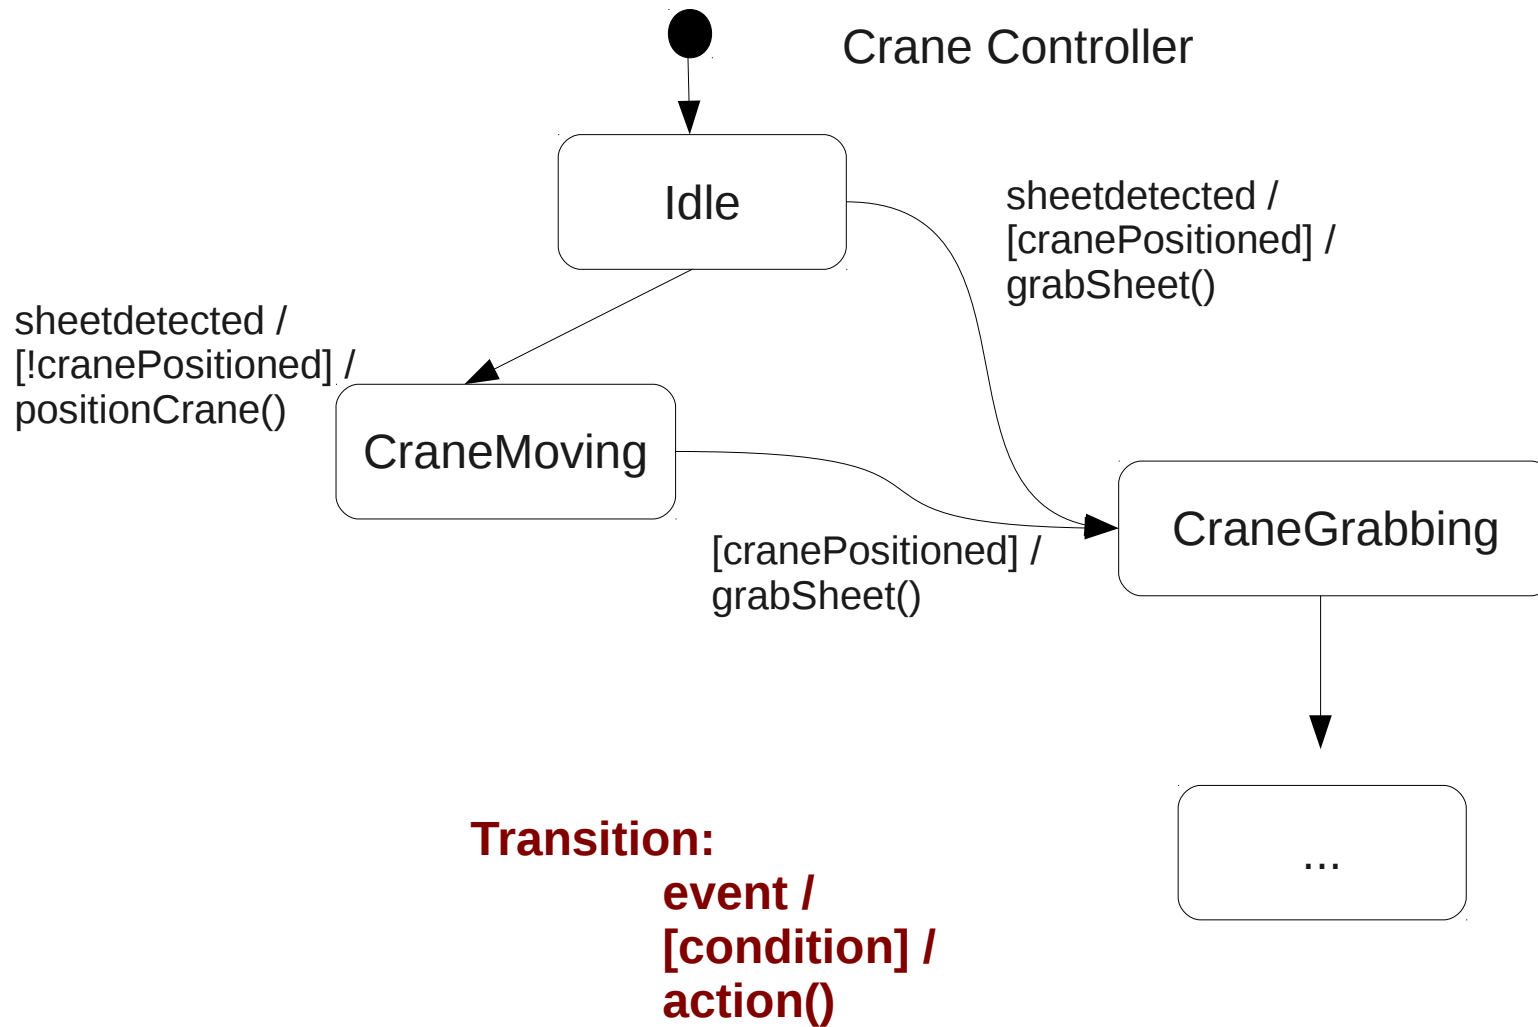 Crane Controller
Idle
sheetdetected /
[cranePositioned] /
grabSheet()
sheetdetected /
[!cranePositioned] /
positionCrane()
CraneMoving
CraneGrabbing
[cranePositioned] /
grabSheet()
Transition:
event /
[condition] /
action()
...